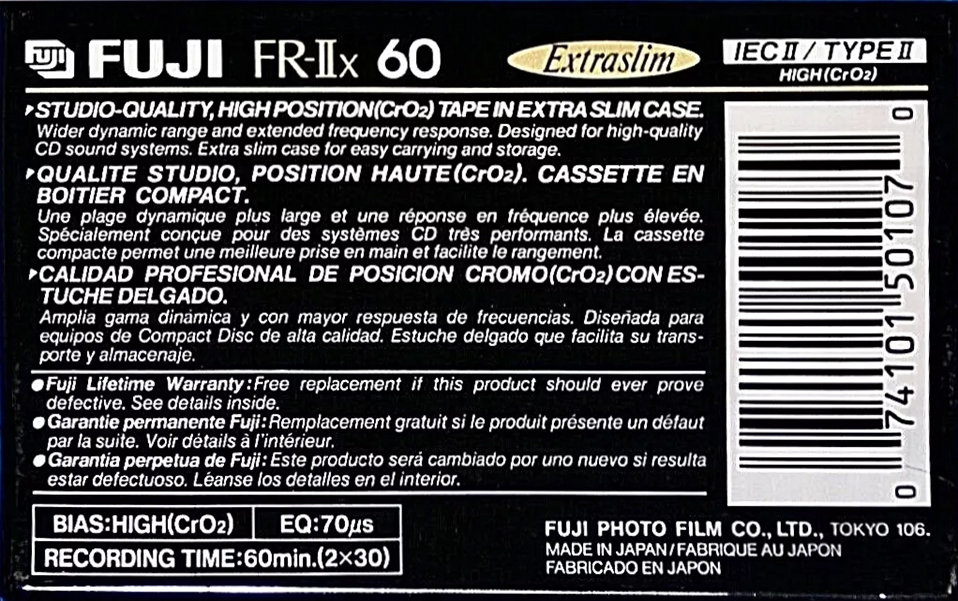 Fuji FUJI FR-IIx 60 Extraslim IEC II / TYPE II
HIGH (CrO2)
STUDIO-QUALITY, HIGH POSITION(CrO2) TAPE IN EXTRA SLIM CASE.
Wider dynamic range and extended frequency response. Designed for high-quality
CD sound systems. Extra slim case for easy carrying and storage.
QUALITE STUDIO, POSITION HAUTE (CrO2). CASSETTE EN
BOITIER COMPACT.
Une plage dynamique plus large et une réponse en fréquence plus élevée.
Spécialement conçue pour des systèmes CD très performants. La cassette
compacte permet une meilleure prise en main et facilite le rangement.
CALIDAD PROFESIONAL DE POSICION CROMO (CrO2) CON ES-
TUCHE DELGADO.
Amplia gama dinámica y con mayor respuesta de frecuencias. Diseñada para
equipos de Compact Disc de alta calidad. Estuche delgado que facilita su trans-
porte y almacenaje.
●Fuji Lifetime Warranty: Free replacement if this product should ever prove
defective. See details inside.
●Garantie permanente Fuji: Remplacement gratuit si le produit présente un défaut
par la suite. Voir détails à l'intérieur.
●Garantia perpetua de Fuji: Este producto será cambiado por uno nuevo si resulta
estar defectuoso. Léanse los detalles en el interior.
BIAS:HIGH(CrO2) EQ:70μs
RECORDING TIME:60min.(2×30)
FUJI PHOTO FILM CO., LTD., TOKYO 106.
MADE IN JAPAN / FABRIQUE AU JAPON
FABRICADO EN JAPON
0 74101 50107 0